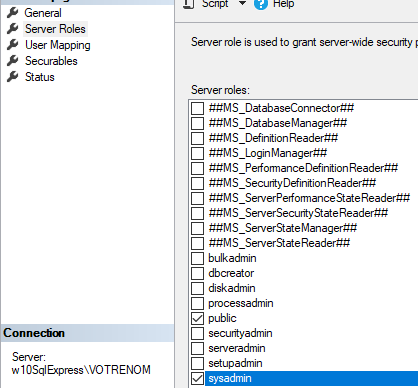 General
Server Roles
User Mapping
Securables
Status
Script
Help
Server role is used to grant server-wide security
Server roles:
##MS_DatabaseConnector##
##MS_DatabaseManager##
##MS_DefinitionReader##
##MS_LoginManager##
##MS_PerformanceDefinitionReader##
##MS_SecurityDefinitionReader##
##MS_ServerPerformanceStateReader##
##MS_ServerSecurityStateReader##
##MS_ServerStateManager##
##MS_ServerStateReader##
bulkadmin
dbcreator
diskadmin
processadmin
public
securityadmin
serveradmin
setupadmin
sysadmin
Connection
Server:
w10SqlExpress\VOTRENOM